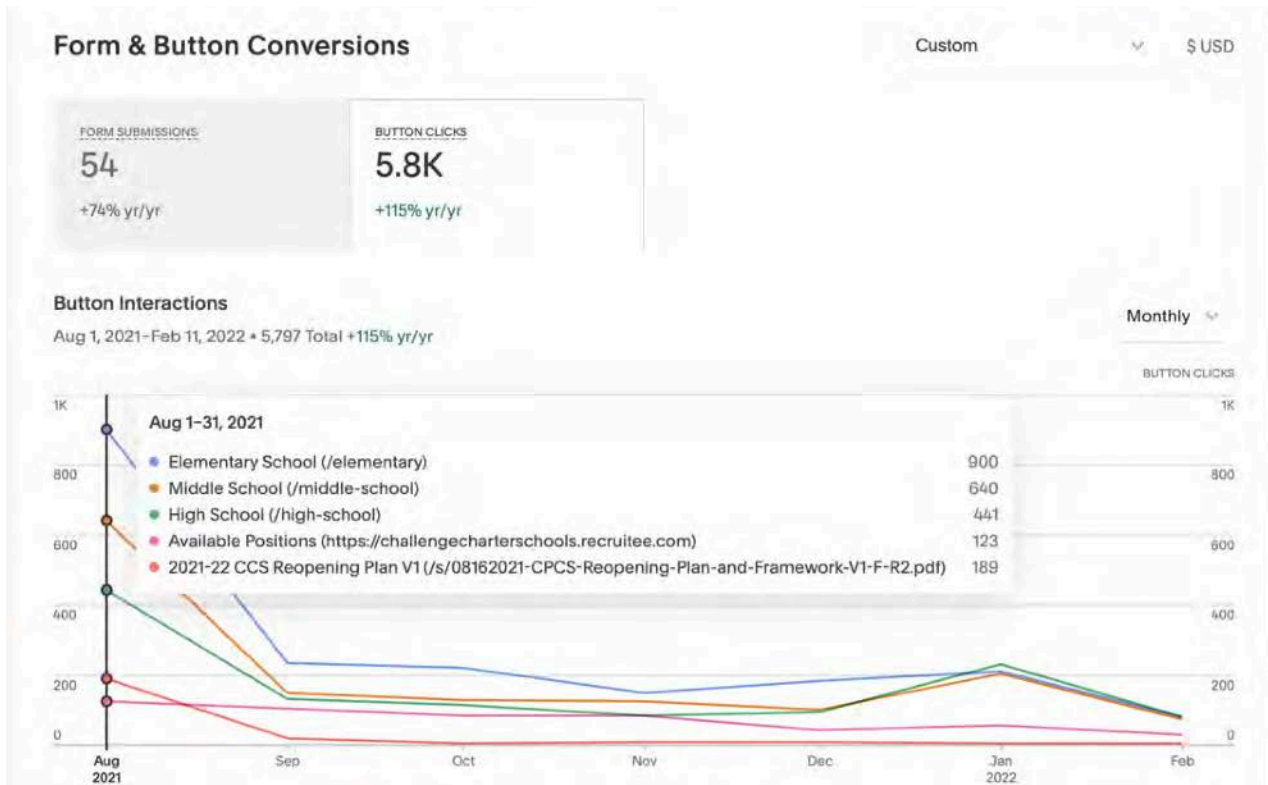 Form & Button Conversions
Custom
$ USD
FORM SUBMISSIONS
54
+74% yr/yr
BUTTON CLICKS
5.8K
+115% yr/yr
Button Interactions
Aug 1, 2021–Feb 11, 2022 • 5,797 Total +115% yr/yr
Monthly
BUTTON CLICKS
1K
1K
Aug 1–31, 2021
Elementary School (/elementary) 900
800
800
Middle School (/middle-school) 640
High School (/high-school) 441
Available Positions (https://challengecharterschools.recruitee.com) 123
600
600
2021-22 CCS Reopening Plan V1 (/s/08162021-CPCS-Reopening-Plan-and-Framework-V1-F-R2.pdf) 189
400
400
200
200
0
0
Aug 2021
Sep
Oct
Nov
Dec
Jan 2022
Feb